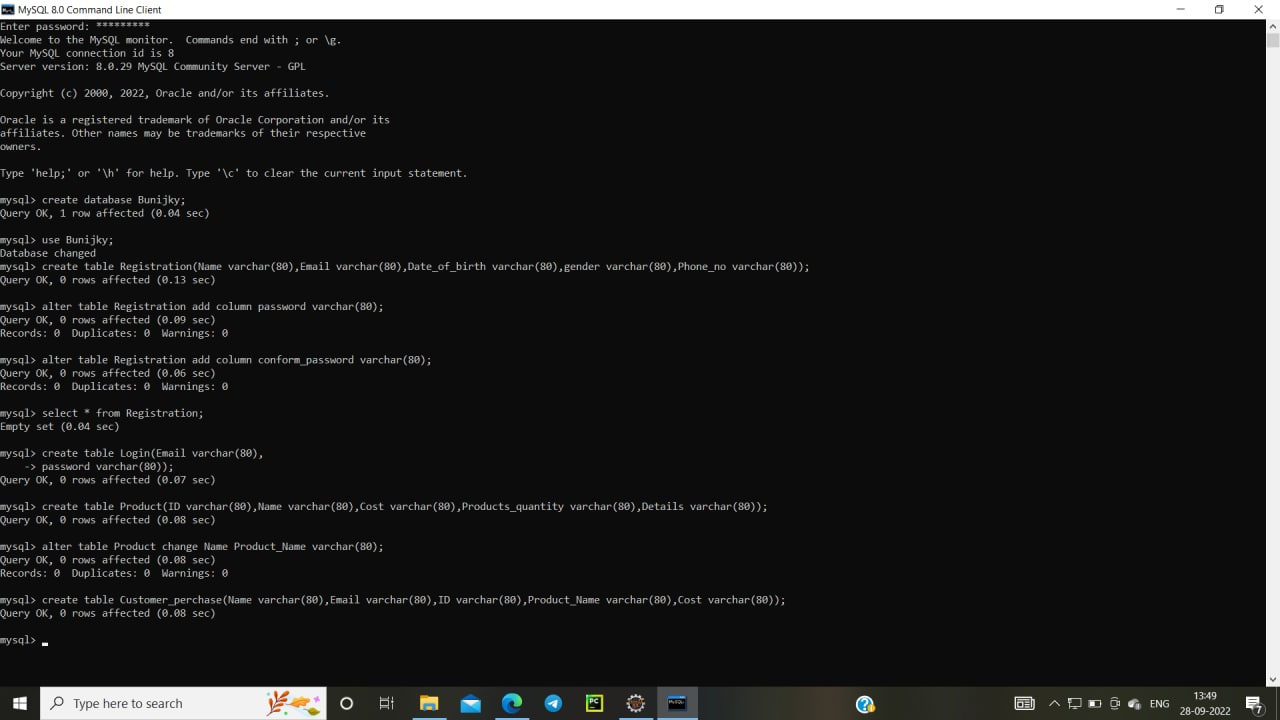 MySQL 8.0 Command Line Client
Enter password: *********
Welcome to the MySQL monitor.  Commands end with ; or \g.
Your MySQL connection id is 8
Server version: 8.0.29 MySQL Community Server - GPL
Copyright (c) 2000, 2022, Oracle and/or its affiliates.
Oracle is a registered trademark of Oracle Corporation and/or its
affiliates. Other names may be trademarks of their respective
owners.
Type 'help;' or '\h' for help. Type '\c' to clear the current input statement.
mysql> create database Bunijky;
Query OK, 1 row affected (0.04 sec)
mysql> use Bunijky;
Database changed
mysql> create table Registration(Name varchar(80),Email varchar(80),Date_of_birth varchar(80),gender varchar(80),Phone_no varchar(80));
Query OK, 0 rows affected (0.13 sec)
mysql> alter table Registration add column password varchar(80);
Query OK, 0 rows affected (0.09 sec)
Records: 0  Duplicates: 0  Warnings: 0
mysql> alter table Registration add column conform_password varchar(80);
Query OK, 0 rows affected (0.06 sec)
Records: 0  Duplicates: 0  Warnings: 0
mysql> select * from Registration;
Empty set (0.04 sec)
mysql> create table Login(Email varchar(80),
    -> password varchar(80));
Query OK, 0 rows affected (0.07 sec)
mysql> create table Product(ID varchar(80),Name varchar(80),Cost varchar(80),Products_quantity varchar(80),Details varchar(80));
Query OK, 0 rows affected (0.08 sec)
mysql> alter table Product change Name Product_Name varchar(80);
Query OK, 0 rows affected (0.08 sec)
Records: 0  Duplicates: 0  Warnings: 0
mysql> create table Customer_perchase(Name varchar(80),Email varchar(80),ID varchar(80),Product_Name varchar(80),Cost varchar(80));
Query OK, 0 rows affected (0.08 sec)
mysql>
Type here to search
PC
MySQL
ENG
13:49
28-09-2022
7